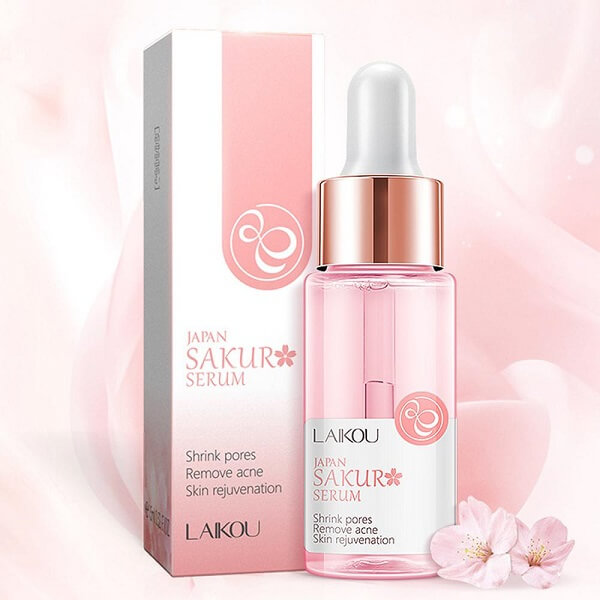 JAPAN
SAKUR
SERUM
Shrink pores
Remove acne
Skin rejuvenation
LAIKOU
LAIKOU
JAPAN
SAKUR
SERUM
Shrink pores
Remove acne
Skin rejuvenation